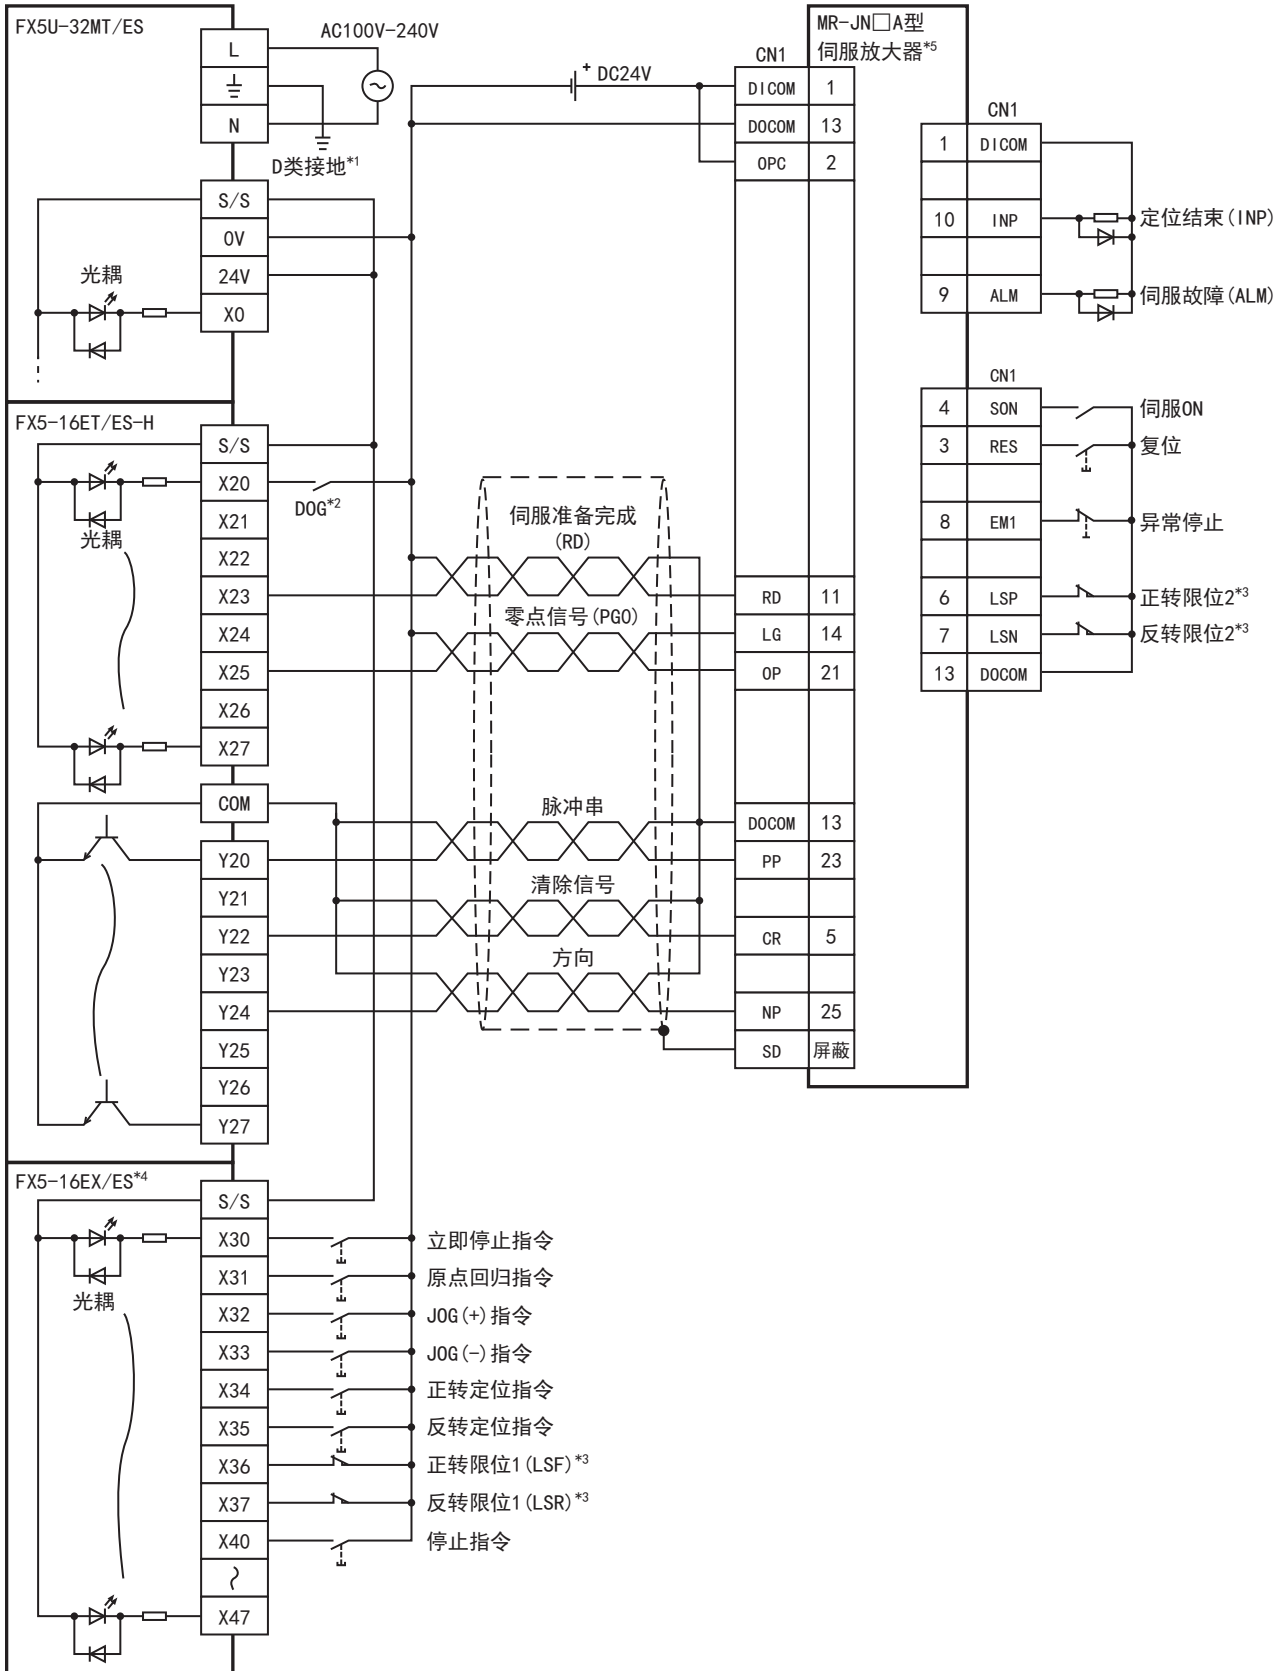 FX5U-32MT/ES
L
N
AC100V-240V
D类接地*1
S/S
0V
24V
X0
光耦
FX5-16ET/ES-H
S/S
X20
X21
X22
X23
X24
X25
X26
X27
光耦
DOG*2
COM
Y20
Y21
Y22
Y23
Y24
Y25
Y26
Y27
FX5-16EX/ES*4
S/S
X30
X31
X32
X33
X34
X35
X36
X37
X40
X47
光耦
立即停止指令
原点回归指令
JOG(+)指令
JOG(-)指令
正转定位指令
反转定位指令
正转限位1(LSF)*3
反转限位1(LSR)*3
停止指令
+ DC24V
伺服准备完成
(RD)
零点信号(PG0)
脉冲串
清除信号
方向
MR-JN□A型
伺服放大器*5
CN1
DICOM 1
DOCOM 13
OPC 2
RD 11
LG 14
OP 21
DOCOM 13
PP 23
CR 5
NP 25
SD 屏蔽
CN1
1 DICOM
10 INP 定位结束(INP)
9 ALM 伺服故障(ALM)
CN1
4 SON 伺服ON
3 RES 复位
8 EM1 异常停止
6 LSP 正转限位2*3
7 LSN 反转限位2*3
13 DOCOM